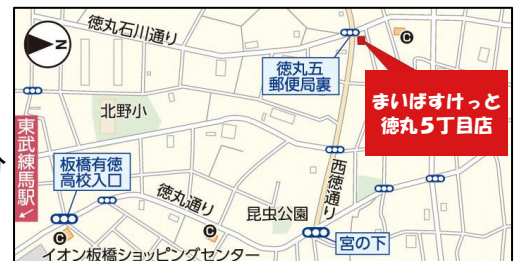 徳丸石川通り
N
徳丸五
郵便局裏
C
まいばすけっと
徳丸5丁目店
北野小
東武練馬駅
板橋有徳
高校入口
徳丸通り
西徳通り
昆虫公園
宮の下
C
C
イオン板橋ショッピングセンター